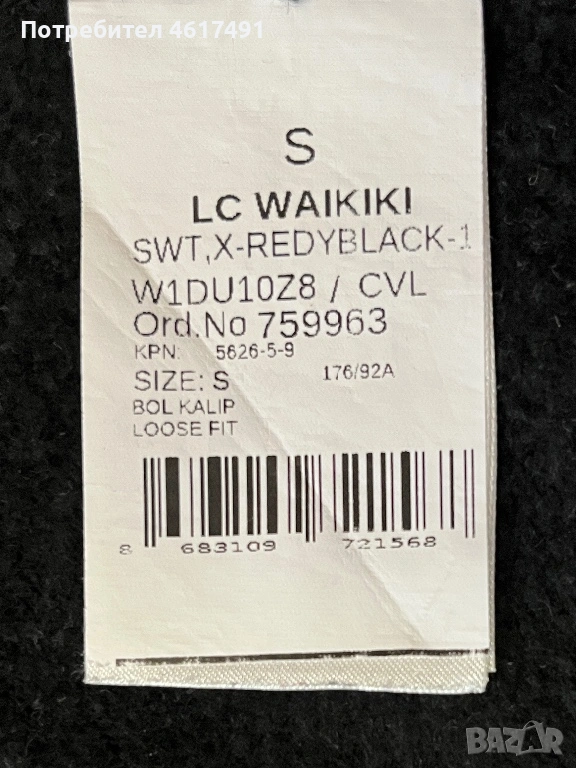 Потребител 4617491
S
LC WAIKIKI
SWT,X-REDYBLACK-1
W1DU10Z8 / CVL
Ord.No 759963
KPN: 5626-5-9
SIZE: S 176/92A
BOL KALIP
LOOSE FIT
8 683109 721568
BAZAR